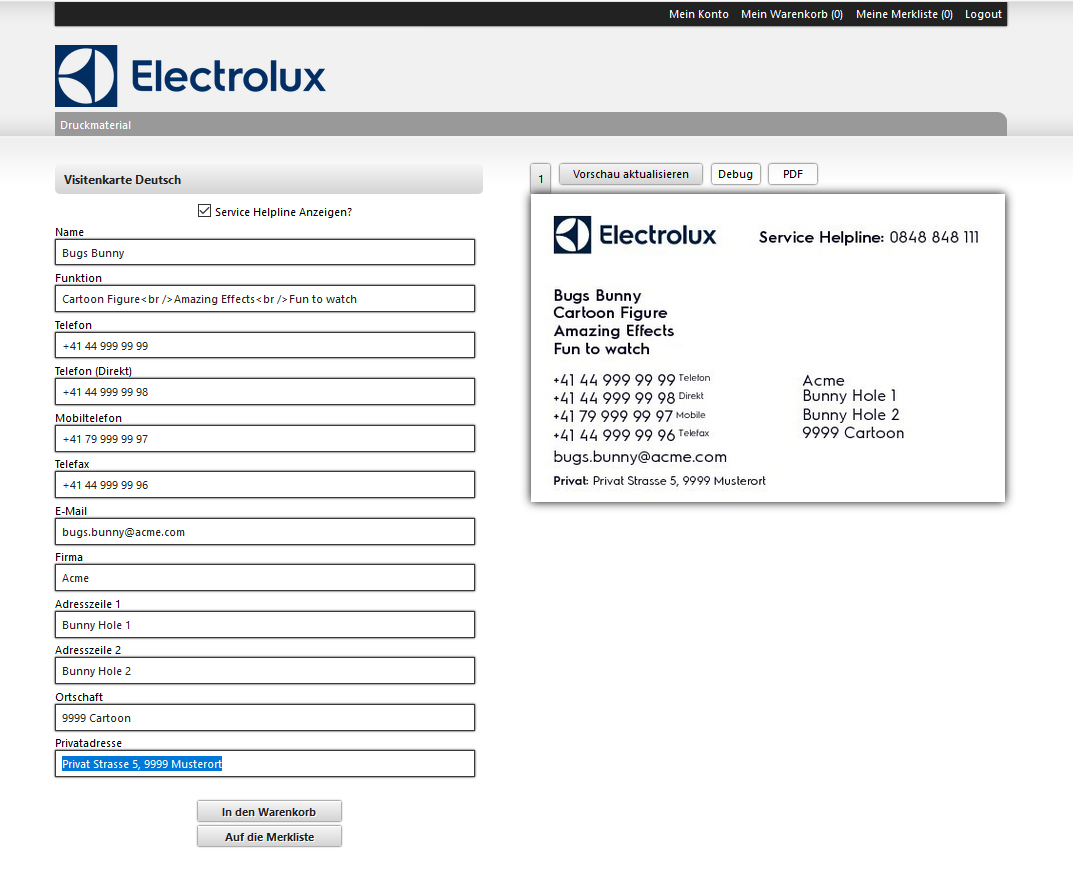 Mein Konto Mein Warenkorb (0) Meine Merkliste (0) Logout
Electrolux
Druckmaterial
Visitenkarte Deutsch
Service Helpline Anzeigen?
Name
Bugs Bunny
Funktion
Cartoon Figure<br />Amazing Effects<br />Fun to watch
Telefon
+41 44 999 99 99
Telefon (Direkt)
+41 44 999 99 98
Mobiltelefon
+41 79 999 99 97
Telefax
+41 44 999 99 96
E-Mail
bugs.bunny@acme.com
Firma
Acme
Adresszeile 1
Bunny Hole 1
Adresszeile 2
Bunny Hole 2
Ortschaft
9999 Cartoon
Privatadresse
Privat Strasse 5, 9999 Musterort
In den Warenkorb
Auf die Merkliste
1 Vorschau aktualisieren Debug PDF
Electrolux Service Helpline: 0848 848 111
Bugs Bunny
Cartoon Figure
Amazing Effects
Fun to watch
+41 44 999 99 99 Telefon
+41 44 999 99 98 Direkt
+41 79 999 99 97 Mobile
+41 44 999 99 96 Telefax
bugs.bunny@acme.com
Acme
Bunny Hole 1
Bunny Hole 2
9999 Cartoon
Privat: Privat Strasse 5, 9999 Musterort